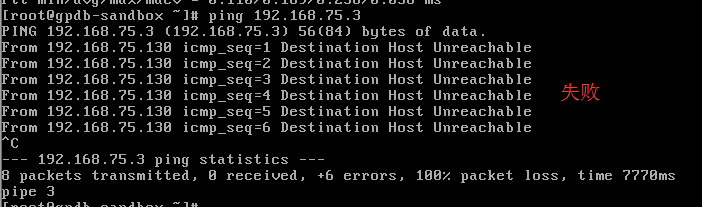 [root@gpdb-sandbox ~]# ping 192.168.75.3
PING 192.168.75.3 (192.168.75.3) 56(84) bytes of data.
From 192.168.75.130 icmp_seq=1 Destination Host Unreachable
From 192.168.75.130 icmp_seq=2 Destination Host Unreachable
From 192.168.75.130 icmp_seq=3 Destination Host Unreachable
From 192.168.75.130 icmp_seq=4 Destination Host Unreachable
失败
From 192.168.75.130 icmp_seq=5 Destination Host Unreachable
From 192.168.75.130 icmp_seq=6 Destination Host Unreachable
^C
--- 192.168.75.3 ping statistics ---
8 packets transmitted, 0 received, +6 errors, 100% packet loss, time 7770ms
pipe 3